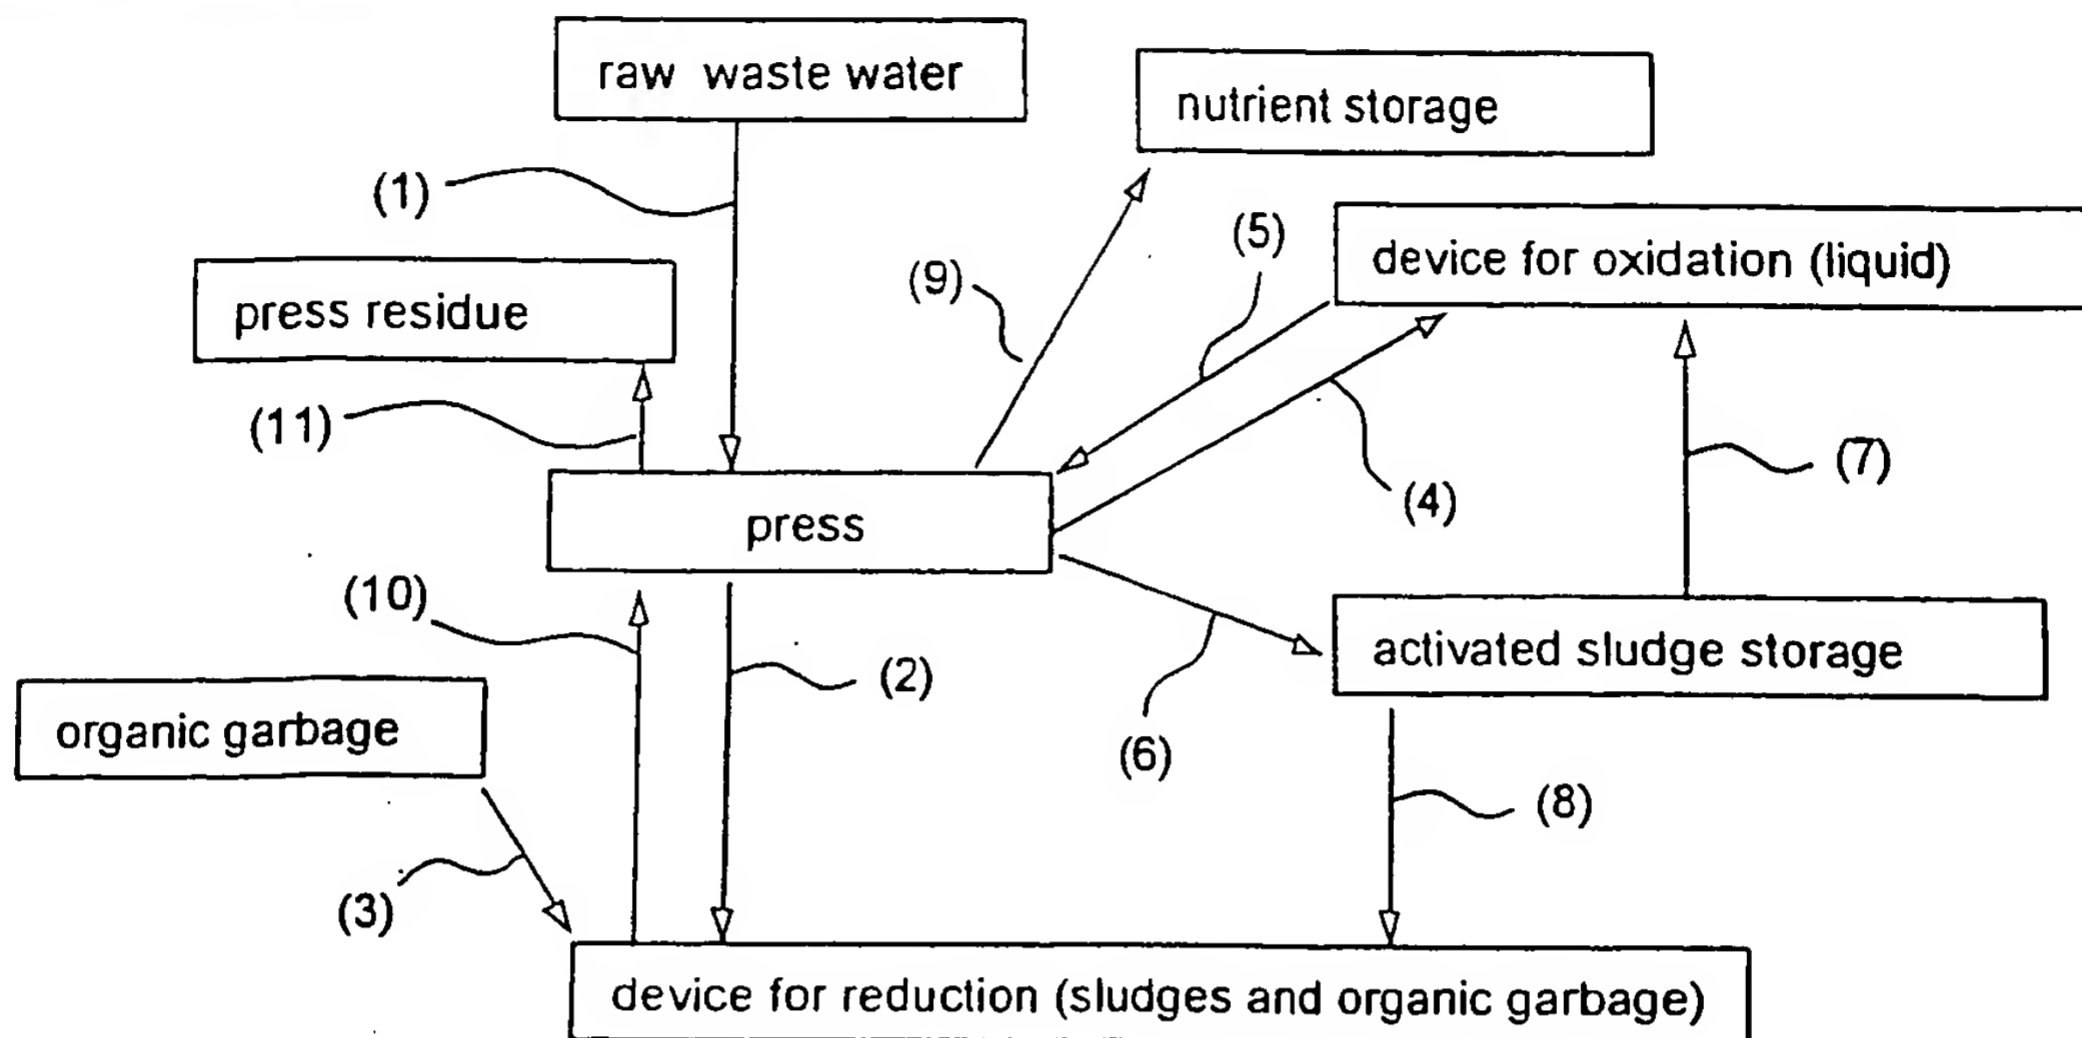 raw waste water
nutrient storage
(1)
(5)
device for oxidation (liquid)
(9)
press residue
(11)
(7)
(4)
press
(10)
activated sludge storage
(2)
organic garbage
(6)
(8)
(3)
device for reduction (sludges and organic garbage)